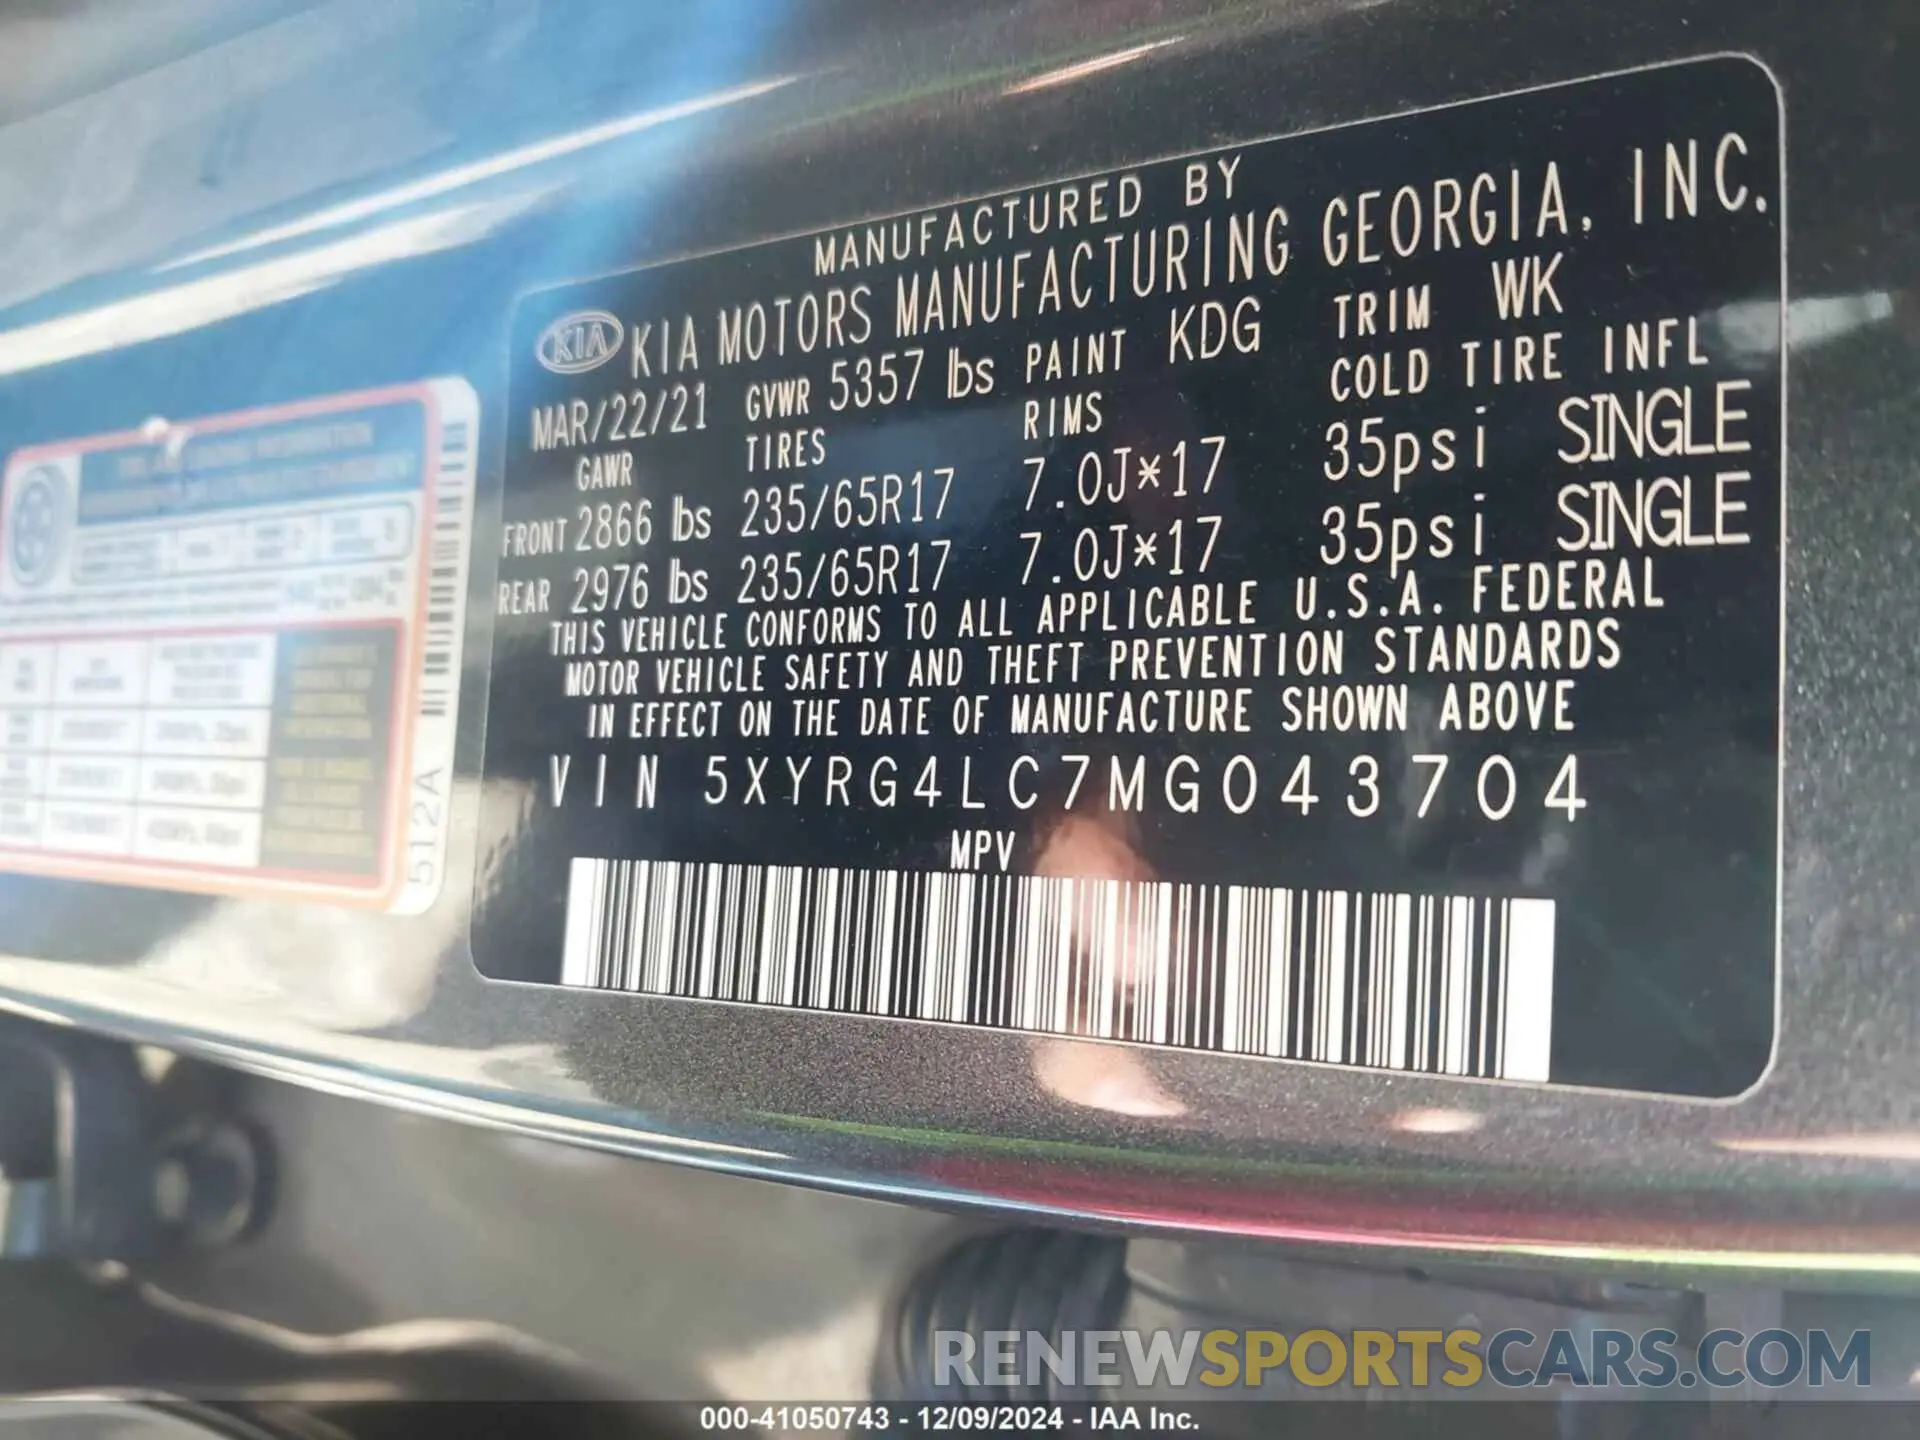 MANUFACTURED BY
KIA KIA MOTORS MANUFACTURING GEORGIA, INC.
MAR/22/21 GVWR 5357 lbs PAINT KDG TRIM WK
GAWR TIRES RIMS COLD TIRE INFL
FRONT 2866 lbs 235/65R17 7.0J*17 35psi SINGLE
REAR 2976 lbs 235/65R17 7.0J*17 35psi SINGLE
THIS VEHICLE CONFORMS TO ALL APPLICABLE U.S.A. FEDERAL
MOTOR VEHICLE SAFETY AND THEFT PREVENTION STANDARDS
IN EFFECT ON THE DATE OF MANUFACTURE SHOWN ABOVE
VIN 5XYRG4LC7MG043704
MPV
512A
RENEWSPORTSCARS.COM
000-41050743 - 12/09/2024 - IAA Inc.